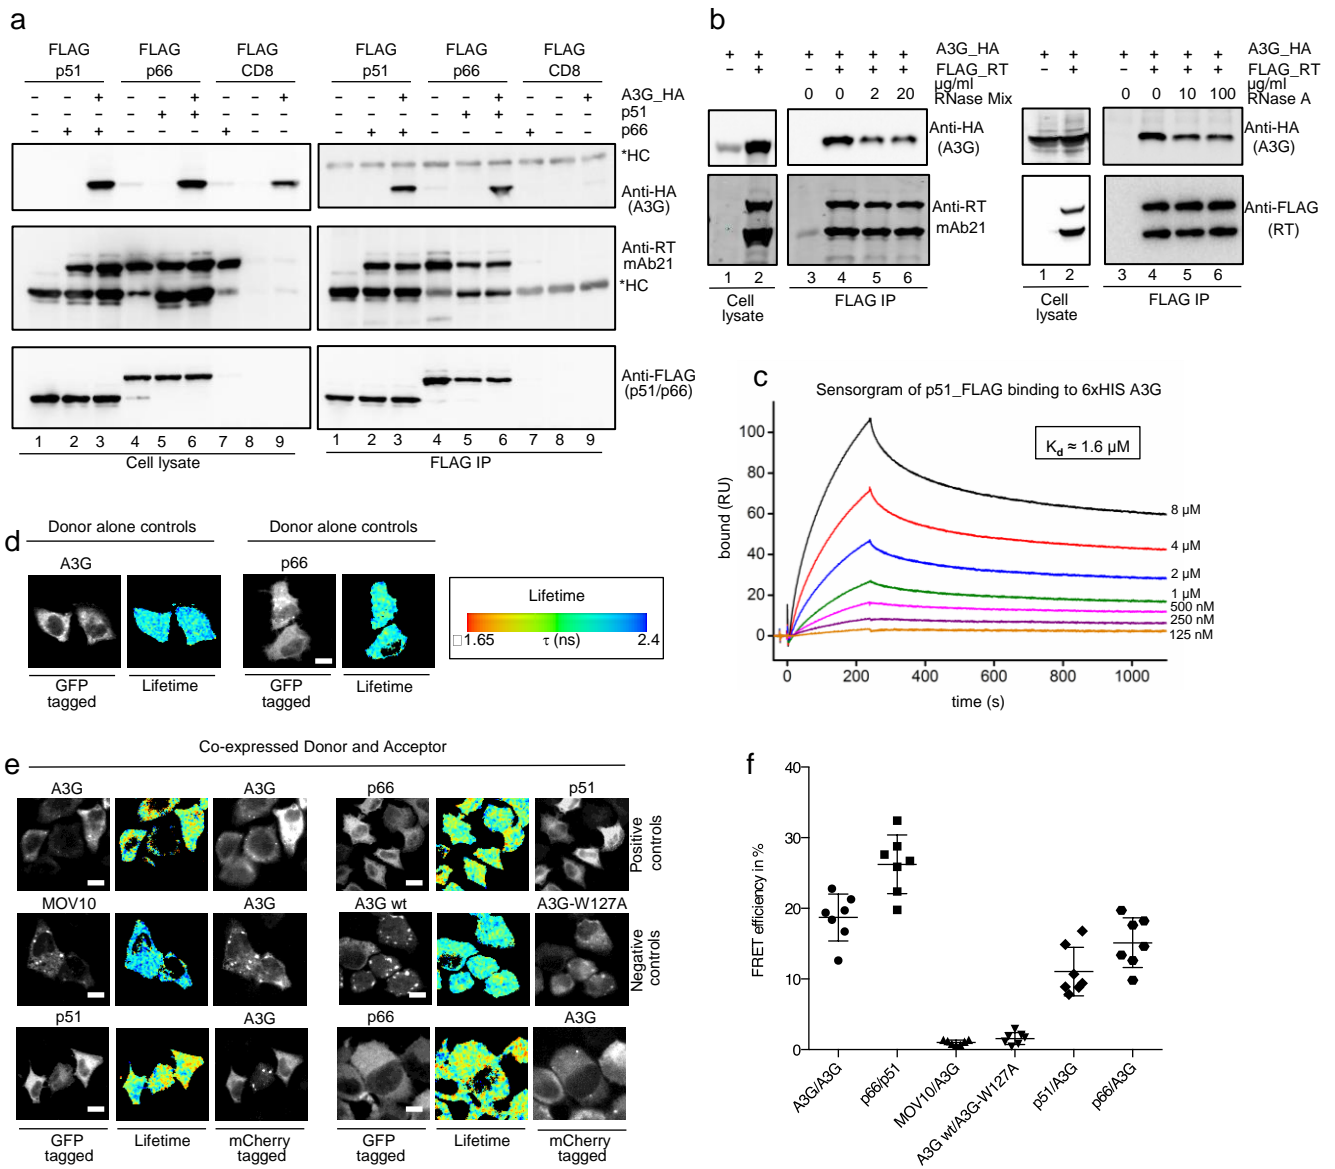 a
FLAG p51
FLAG p66
FLAG CD8
FLAG p51
FLAG p66
FLAG CD8
– – + – – + – – +
– – + – – + – – +
A3G_HA
– – – – + + – – –
– – – – + + – – –
p51
– + + – – – + – –
– + + – – – + – –
p66
*HC
Anti-HA
(A3G)
Anti-RT
mAb21
*HC
Anti-FLAG
(p51/p66)
1 2 3 4 5 6 7 8 9
1 2 3 4 5 6 7 8 9
Cell lysate
FLAG IP
b
+ + + + + + A3G_HA
– + – + + + FLAG_RT
µg/ml
0 0 2 20 RNase Mix
Anti-HA
(A3G)
Anti-RT
mAb21
1 2 3 4 5 6
Cell lysate
FLAG IP
+ + + + + + A3G_HA
– + – + + + FLAG_RT
µg/ml
0 0 10 100 RNase A
Anti-HA
(A3G)
Anti-FLAG
(RT)
1 2 3 4 5 6
Cell lysate
FLAG IP
c
Sensorgram of p51_FLAG binding to 6xHIS A3G
Kd ≈ 1.6 µM
bound (RU)
100
80
60
40
20
0
8 µM
4 µM
2 µM
1 µM
500 nM
250 nM
125 nM
0 200 400 600 800 1000
time (s)
d
Donor alone controls
Donor alone controls
A3G
p66
GFP tagged
Lifetime
GFP tagged
Lifetime
Lifetime
1.65 τ (ns) 2.4
e
Co-expressed Donor and Acceptor
A3G A3G p66 p51
Positive controls
MOV10 A3G A3G wt A3G-W127A
Negative controls
p51 A3G p66 A3G
GFP tagged
Lifetime
mCherry tagged
GFP tagged
Lifetime
mCherry tagged
f
FRET efficiency in %
40
30
20
10
0
A3G/A3G
p66/p51
MOV10/A3G
A3G wt/A3G-W127A
p51/A3G
p66/A3G